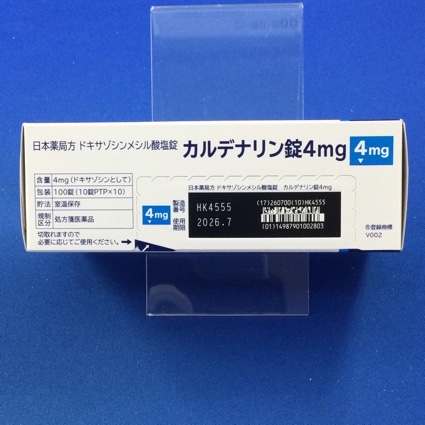 日本薬局方 ドキサゾシンメシル酸塩錠 カルデナリン錠4mg 4mg
含量 4mg(ドキサゾシンとして)
包装 100錠(10錠PTP×10)
貯法 室温保存
規制区分 処方箋医薬品
切取れますので
必要に応じてご使用ください。→
日本薬局方 ドキサゾシンメシル酸塩錠 カルデナリン錠4mg
4mg
製造番号 HK4555
使用期限 2026.7
(17)260700(10)HK4555
(01)14987901002803
®登録商標
V002